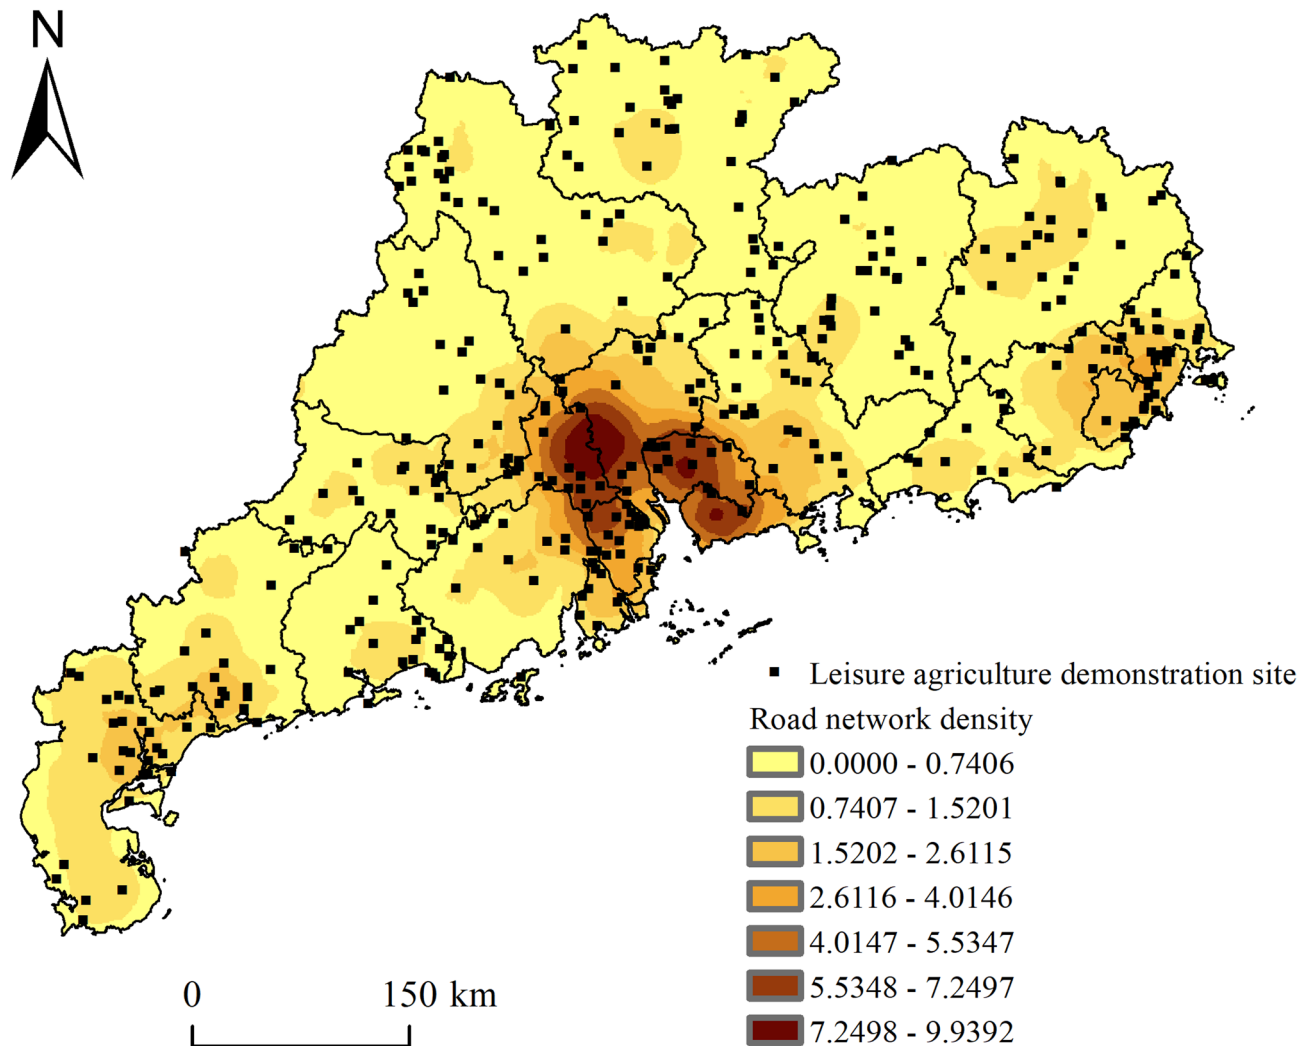 N
Leisure agriculture demonstration site
Road network density
0.0000 - 0.7406
0.7407 - 1.5201
1.5202 - 2.6115
2.6116 - 4.0146
4.0147 - 5.5347
5.5348 - 7.2497
7.2498 - 9.9392
0 150 km